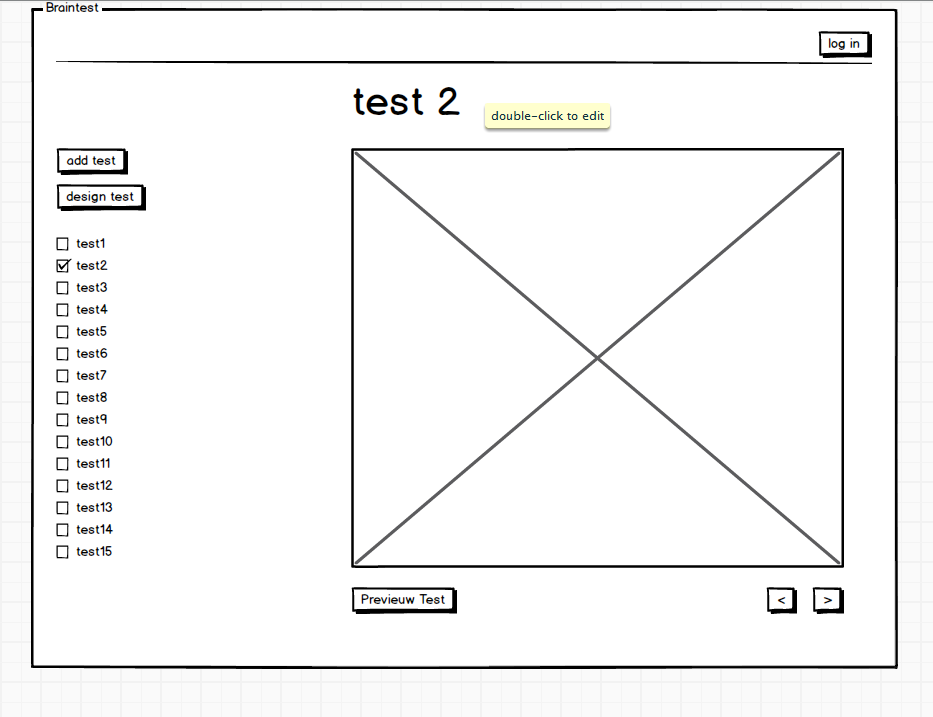 Braintest
log in
test 2
double-click to edit
add test
design test
test1
test2
test3
test4
test5
test6
test7
test8
test9
test10
test11
test12
test13
test14
test15
Previeuw Test
<
>